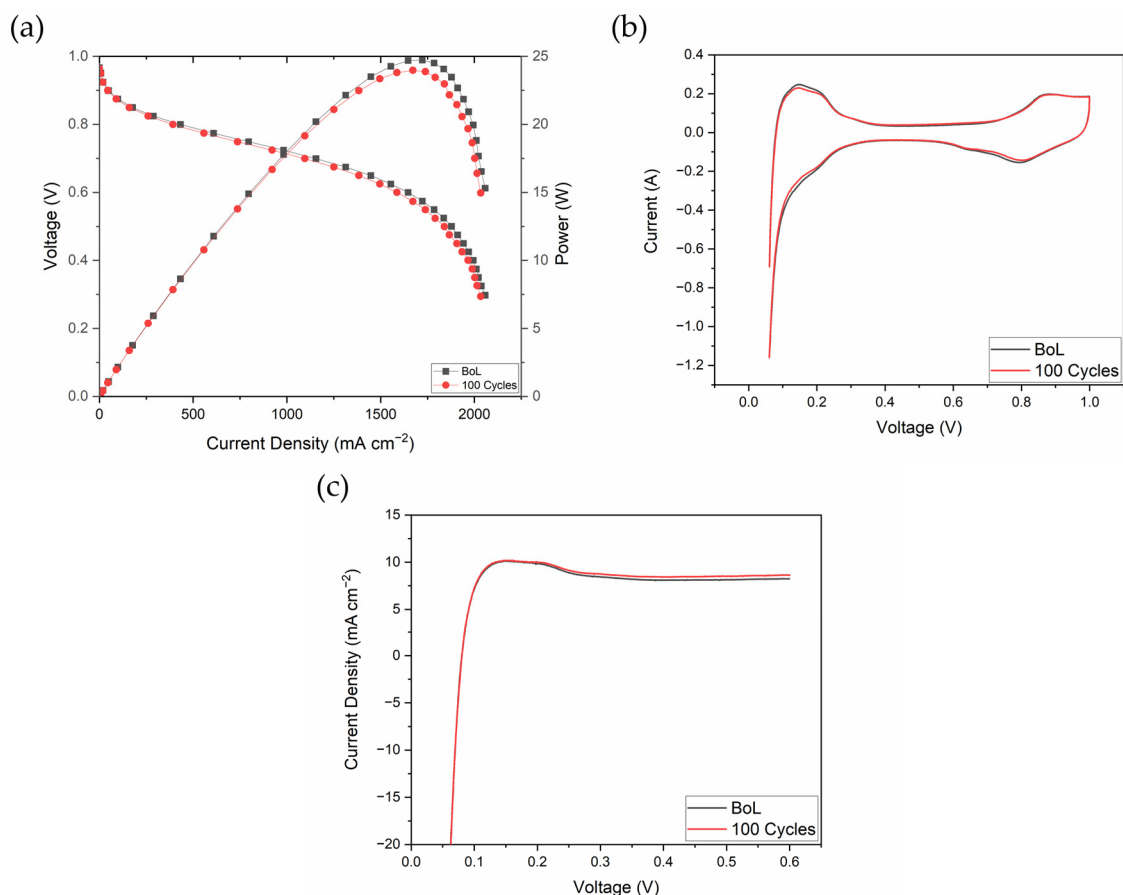 (a)
1.0
0.8
0.6
0.4
0.2
0.0
Voltage (V)
25
20
15
10
5
0
Power (W)
BoL
100 Cycles
0 500 1000 1500 2000
Current Density (mA cm⁻²)
(b)
0.4
0.2
0.0
−0.2
−0.4
−0.6
−0.8
−1.0
−1.2
Current (A)
BoL
100 Cycles
0.0 0.2 0.4 0.6 0.8 1.0
Voltage (V)
(c)
15
10
5
0
−5
−10
−15
−20
Current Density (mA cm⁻²)
BoL
100 Cycles
0.0 0.1 0.2 0.3 0.4 0.5 0.6
Voltage (V)